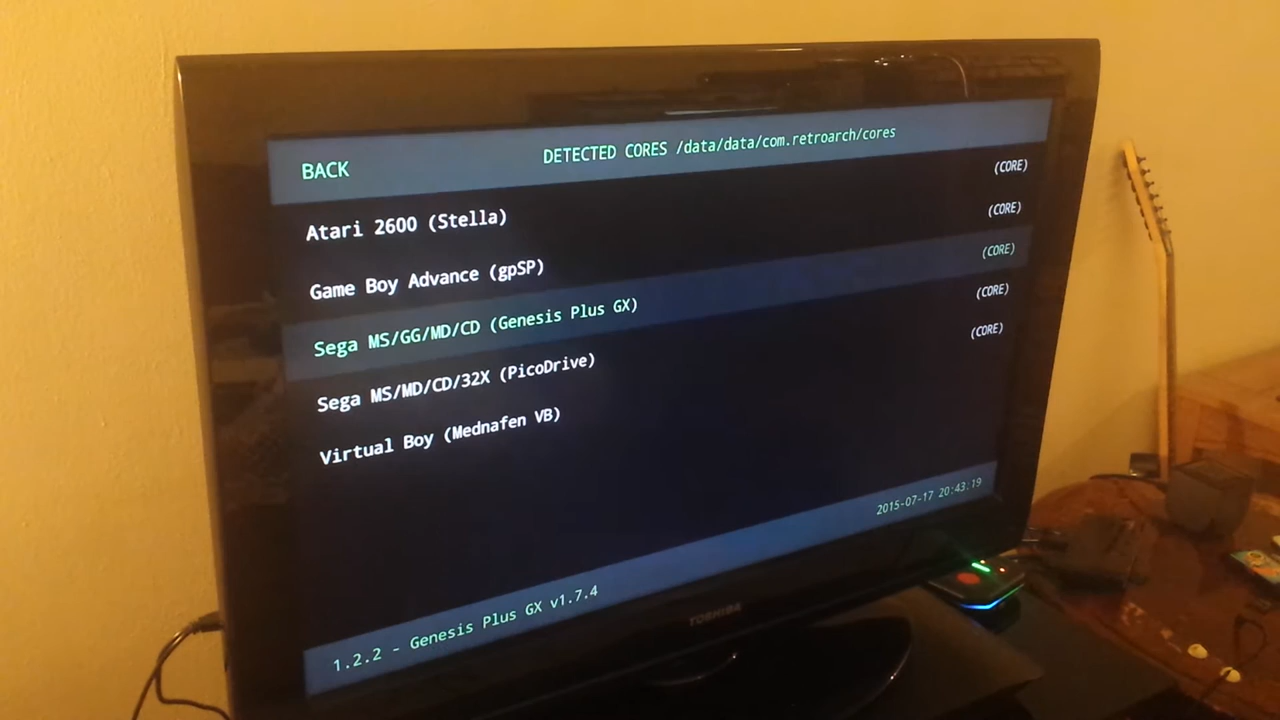 BACK
DETECTED CORES /data/data/com.retroarch/cores
Atari 2600 (Stella) (CORE)
Game Boy Advance (gpSP) (CORE)
Sega MS/GG/MD/CD (Genesis Plus GX) (CORE)
Sega MS/MD/CD/32X (PicoDrive) (CORE)
Virtual Boy (Mednafen VB) (CORE)
1.2.2 - Genesis Plus GX v1.7.4
2015-07-17 20:43:19
TOSHIBA